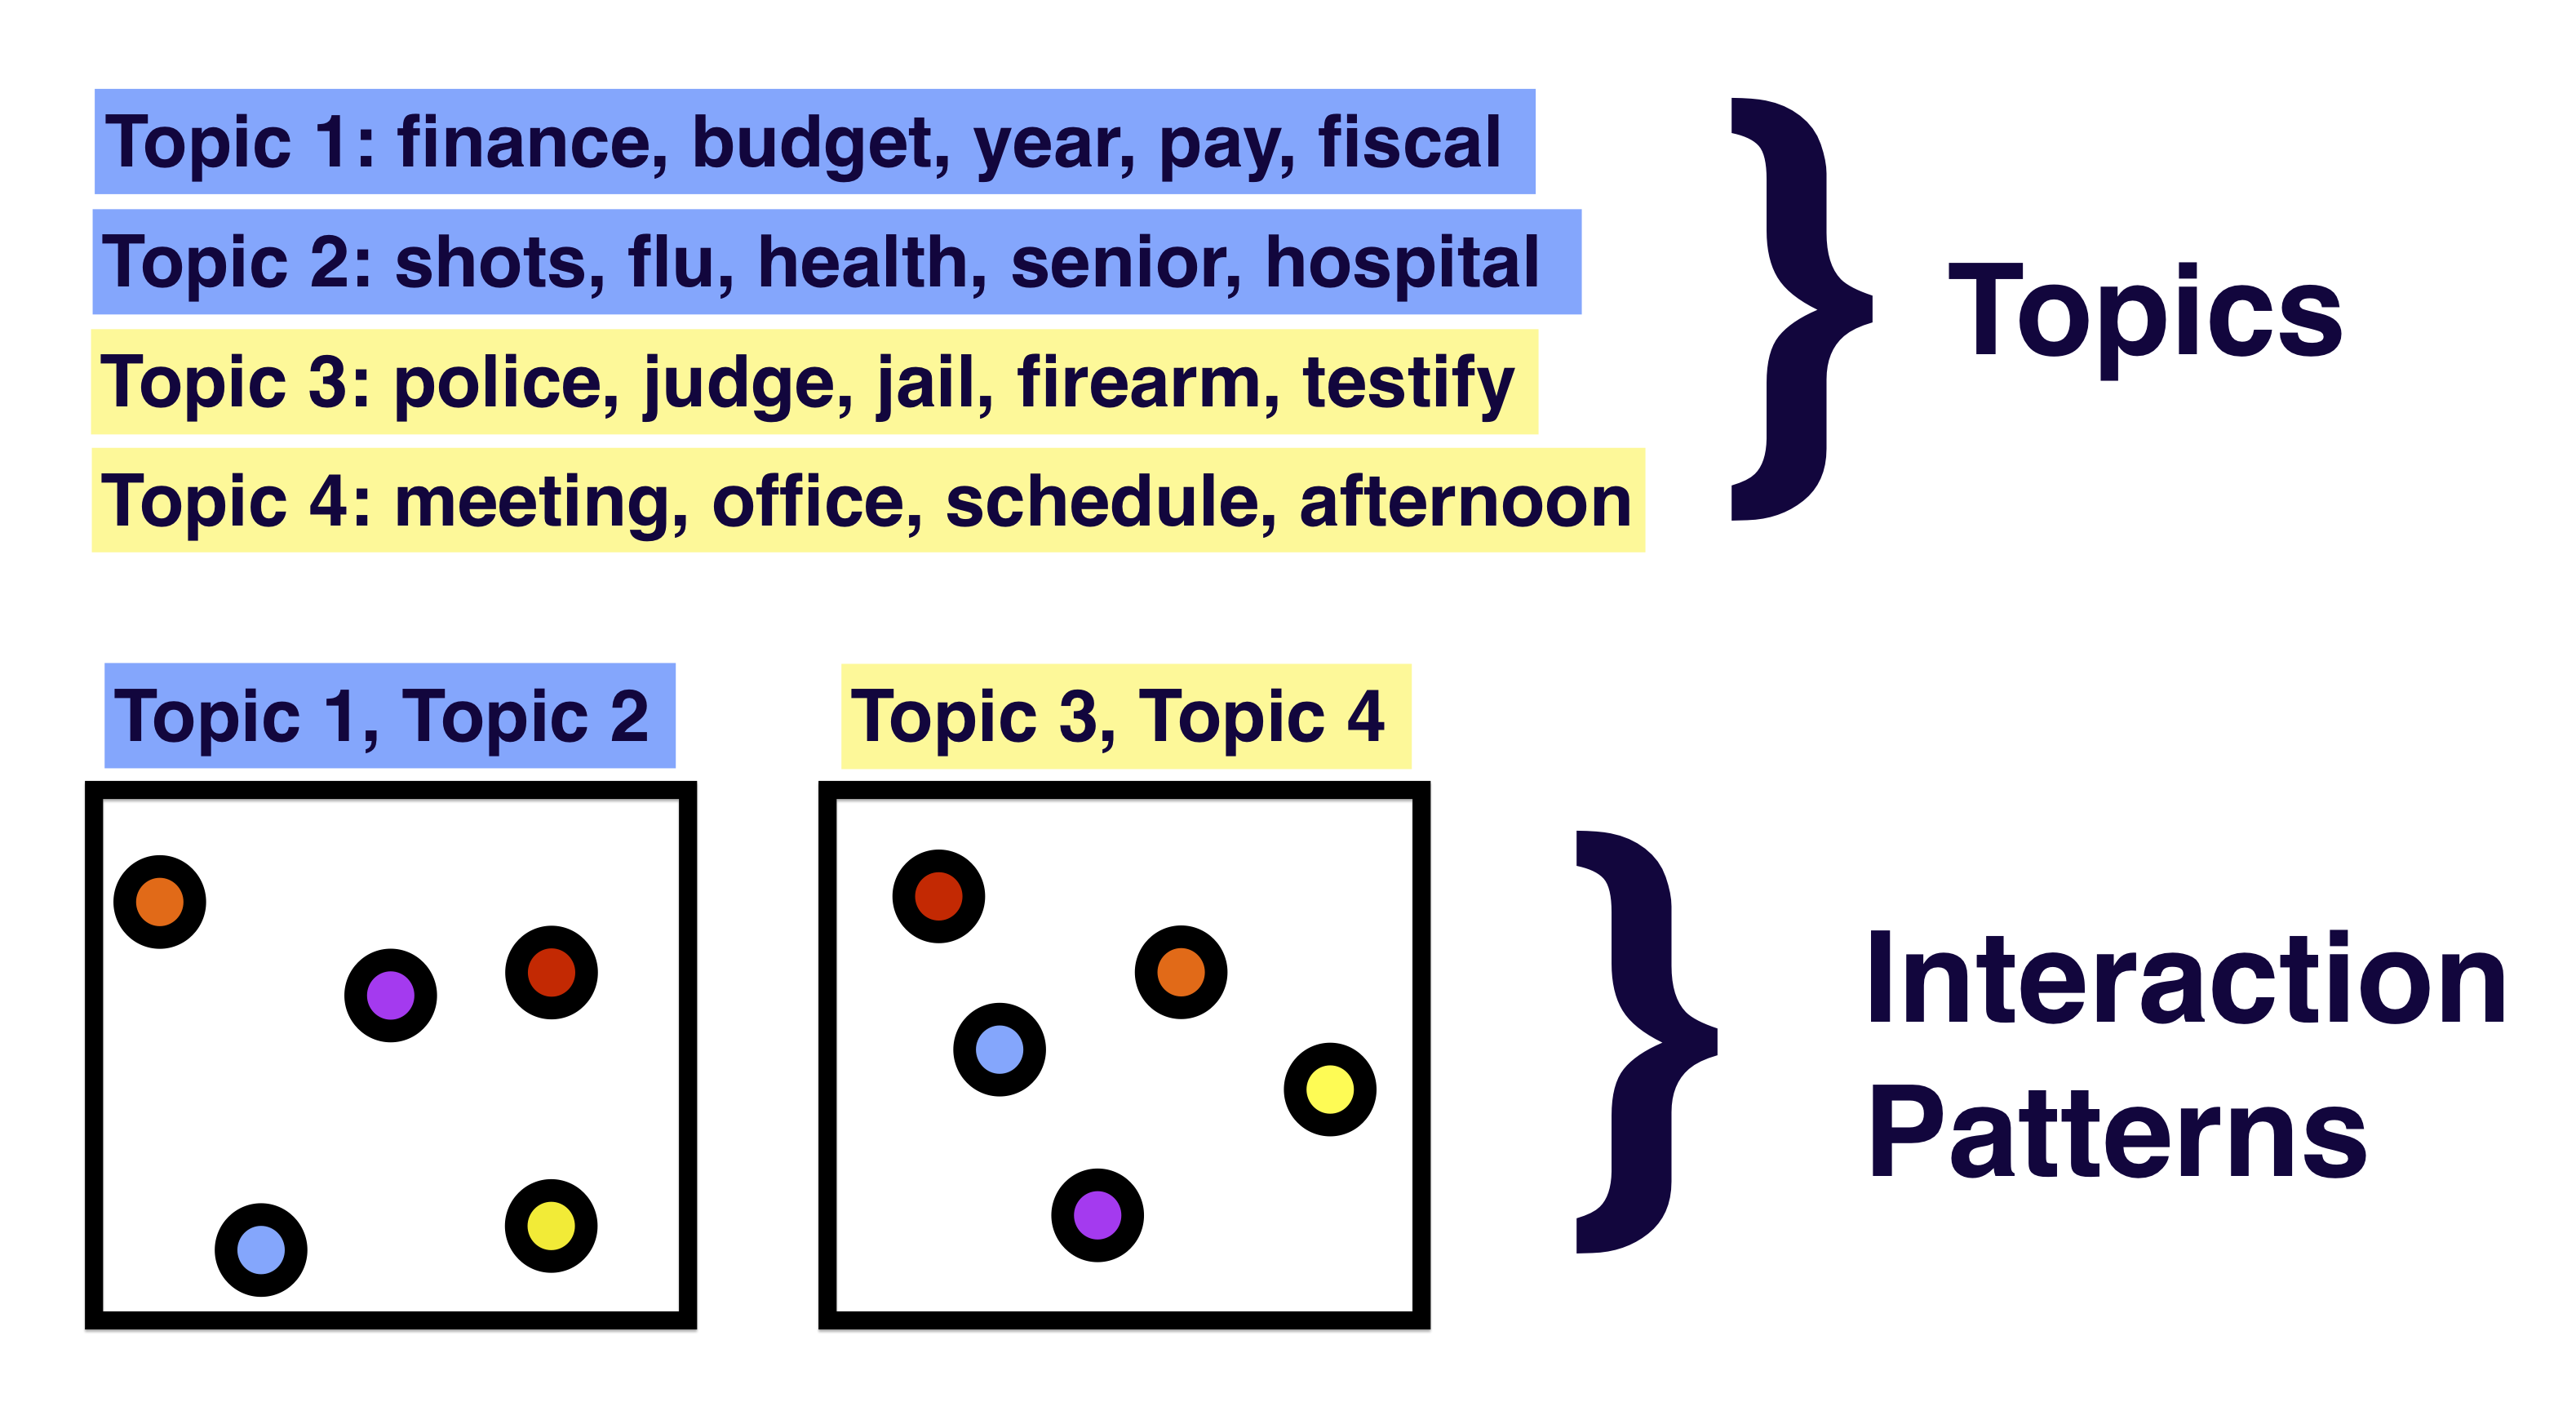 Topic 1: finance, budget, year, pay, fiscal
Topic 2: shots, flu, health, senior, hospital
Topic 3: police, judge, jail, firearm, testify
Topic 4: meeting, office, schedule, afternoon
} Topics
Topic 1, Topic 2
Topic 3, Topic 4
} Interaction
Patterns